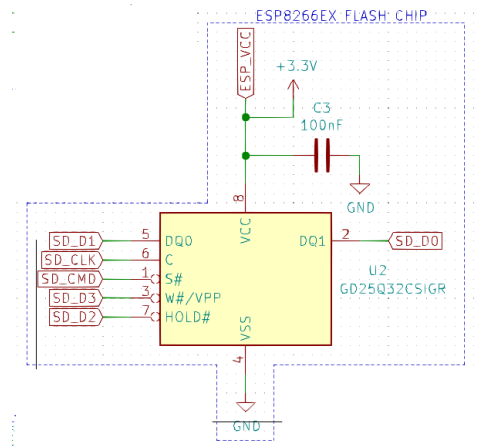 ESP8266EX FLASH CHIP
ESP_VCC
+3.3V
C3
100nF
GND
8
VCC
SD_D1 5 DQ0 DQ1 2 SD_D0
SD_CLK 6 C
SD_CMD 1 S#
SD_D3 3 W#/VPP
SD_D2 7 HOLD#
U2
GD25Q32CSIGR
VSS
4
GND